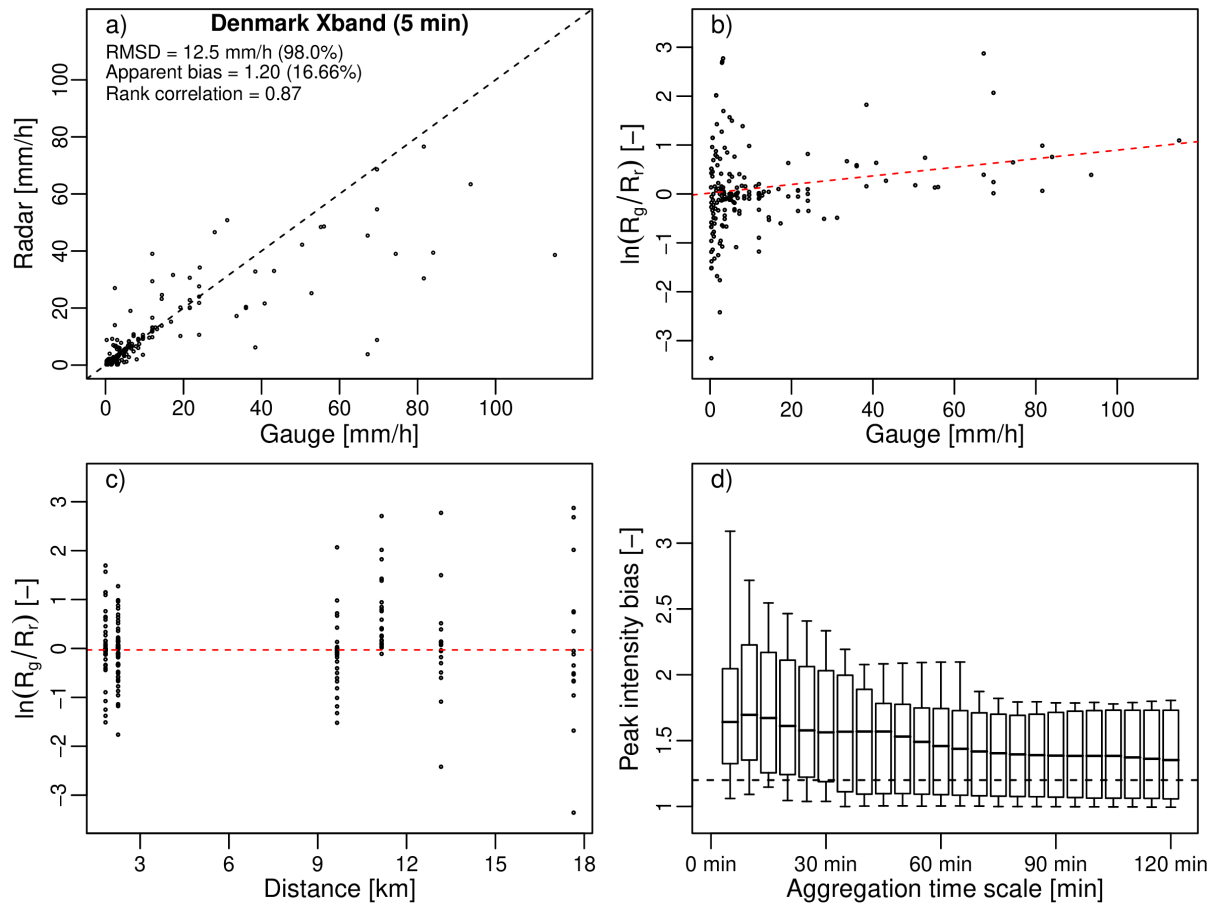 a) Denmark Xband (5 min)
RMSD = 12.5 mm/h (98.0%)
Apparent bias = 1.20 (16.66%)
Rank correlation = 0.87
Radar [mm/h]
0 20 40 60 80 100
0 20 40 60 80 100
Gauge [mm/h]
b)
ln(Rg/Rr) [−]
−3 −2 −1 0 1 2 3
0 20 40 60 80 100
Gauge [mm/h]
c)
ln(Rg/Rr) [−]
−3 −2 −1 0 1 2 3
3 6 9 12 15 18
Distance [km]
d)
Peak intensity bias [−]
1 1.5 2 2.5 3
0 min 30 min 60 min 90 min 120 min
Aggregation time scale [min]